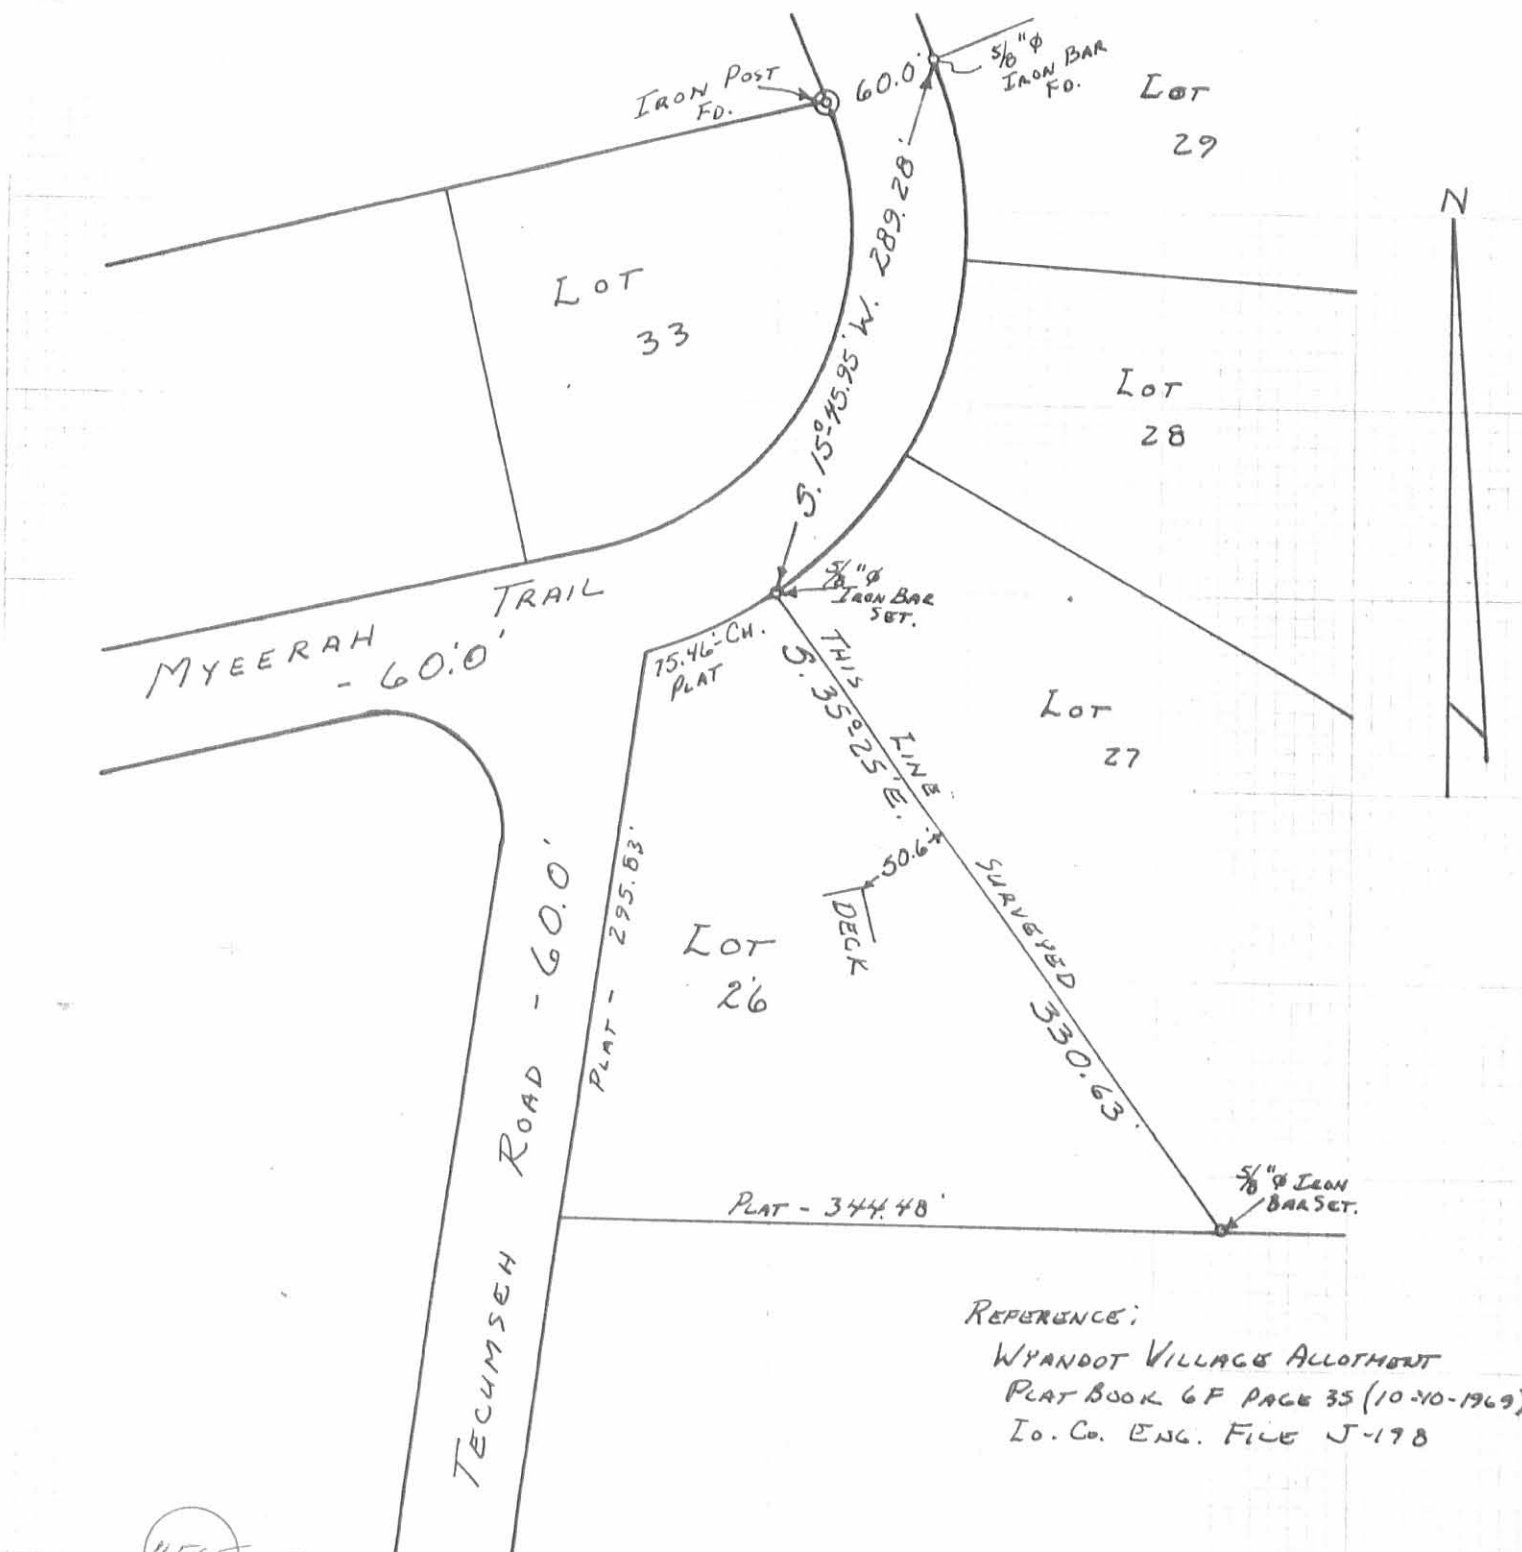 IRON POST
FD.
60.0'
5/8"ø
IRON BAR
FD.
LOT
29
N
LOT
33
S. 15°-45.95' W. 289.28'
LOT
28
TRAIL
MYEERAH
- 60.0'
5/8"ø
IRON BAR
SET.
75.46'-CH.
PLAT
THIS LINE SURVEYED
S. 35°-25' E. 330.63'
LOT
27
50.6'
DECK
LOT
26
PLAT - 295.83'
TECUMSEH ROAD - 60.0'
PLAT - 344.48'
5/8"ø IRON
BAR SET.
REFERENCE:
WYANDOT VILLAGE ALLOTMENT
PLAT BOOK 6F PAGE 35 (10-10-1969)
LO. CO. ENG. FILE J-198